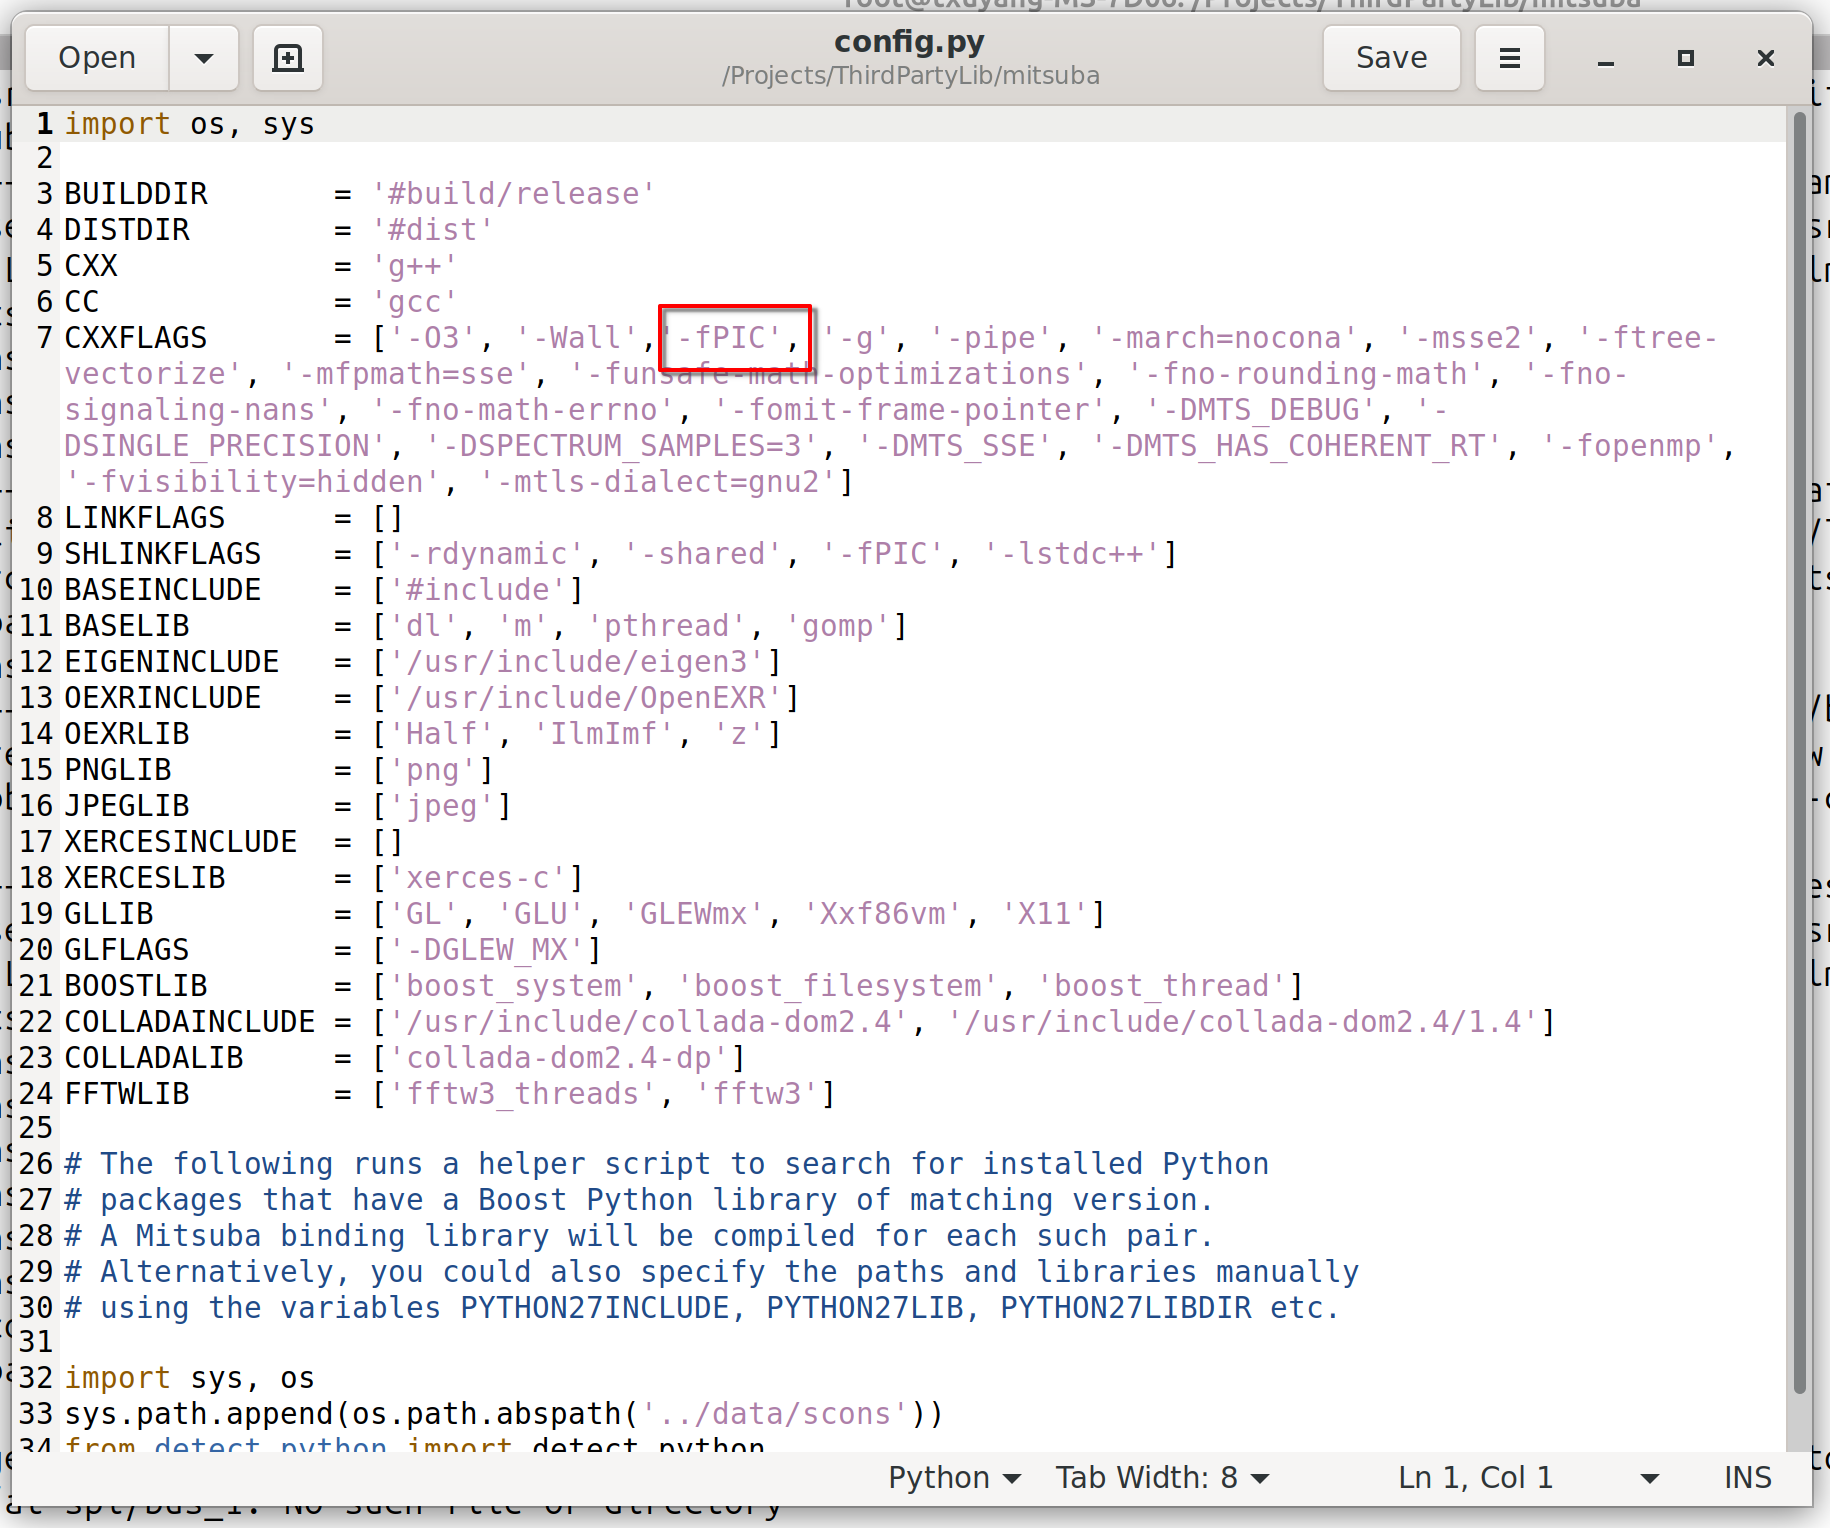 Open
config.py
/Projects/ThirdPartyLib/mitsuba
Save
1 import os, sys
2
3 BUILDDIR       = '#build/release'
4 DISTDIR        = '#dist'
5 CXX            = 'g++'
6 CC             = 'gcc'
7 CXXFLAGS       = ['-O3', '-Wall', '-fPIC', '-g', '-pipe', '-march=nocona', '-msse2', '-ftree-
vectorize', '-mfpmath=sse', '-funsafe-math-optimizations', '-fno-rounding-math', '-fno-
signaling-nans', '-fno-math-errno', '-fomit-frame-pointer', '-DMTS_DEBUG', '-
DSINGLE_PRECISION', '-DSPECTRUM_SAMPLES=3', '-DMTS_SSE', '-DMTS_HAS_COHERENT_RT', '-fopenmp',
'-fvisibility=hidden', '-mtls-dialect=gnu2']
8 LINKFLAGS      = []
9 SHLINKFLAGS    = ['-rdynamic', '-shared', '-fPIC', '-lstdc++']
10 BASEINCLUDE    = ['#include']
11 BASELIB        = ['dl', 'm', 'pthread', 'gomp']
12 EIGENINCLUDE   = ['/usr/include/eigen3']
13 OEXRINCLUDE    = ['/usr/include/OpenEXR']
14 OEXRLIB        = ['Half', 'IlmImf', 'z']
15 PNGLIB         = ['png']
16 JPEGLIB        = ['jpeg']
17 XERCESINCLUDE  = []
18 XERCESLIB      = ['xerces-c']
19 GLLIB          = ['GL', 'GLU', 'GLEWmx', 'Xxf86vm', 'X11']
20 GLFLAGS        = ['-DGLEW_MX']
21 BOOSTLIB       = ['boost_system', 'boost_filesystem', 'boost_thread']
22 COLLADAINCLUDE = ['/usr/include/collada-dom2.4', '/usr/include/collada-dom2.4/1.4']
23 COLLADALIB     = ['collada-dom2.4-dp']
24 FFTWLIB        = ['fftw3_threads', 'fftw3']
25
26 # The following runs a helper script to search for installed Python
27 # packages that have a Boost Python library of matching version.
28 # A Mitsuba binding library will be compiled for each such pair.
29 # Alternatively, you could also specify the paths and libraries manually
30 # using the variables PYTHON27INCLUDE, PYTHON27LIB, PYTHON27LIBDIR etc.
31
32 import sys, os
33 sys.path.append(os.path.abspath('../data/scons'))
34 from detect_python import detect_python
Python
Tab Width: 8
Ln 1, Col 1
INS
No such file or directory